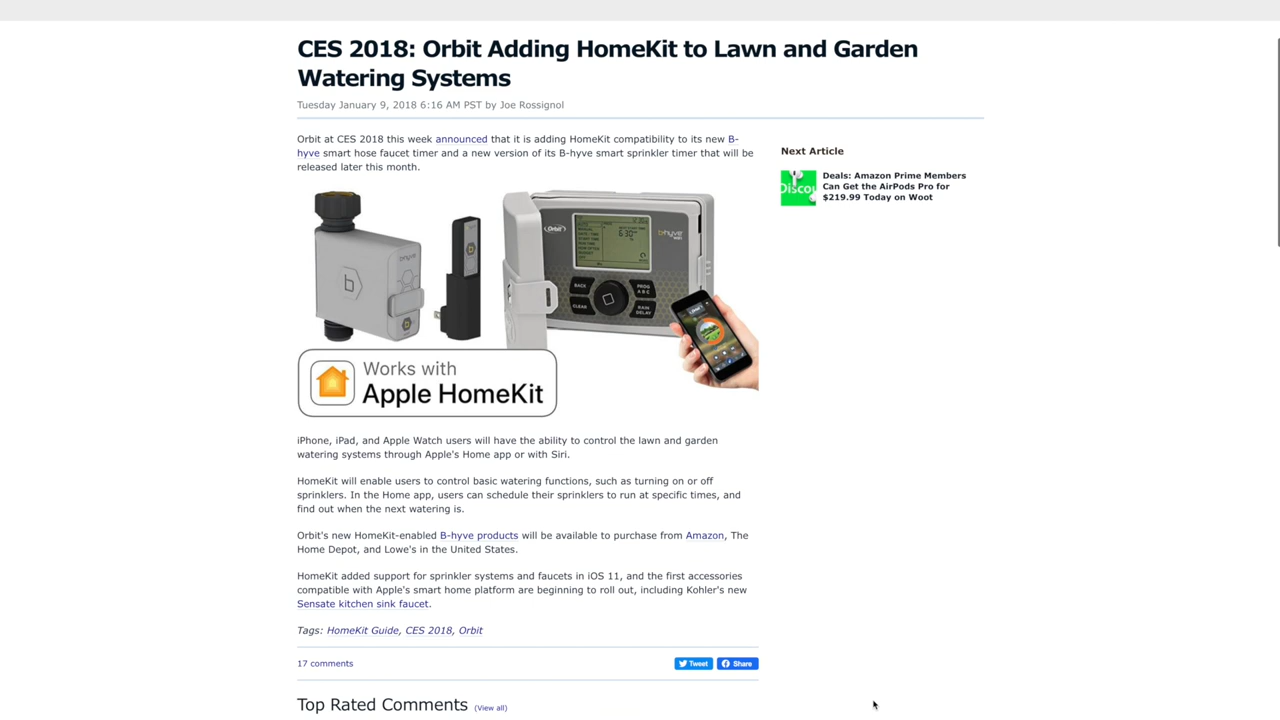 CES 2018: Orbit Adding HomeKit to Lawn and Garden
Watering Systems
Tuesday January 9, 2018 6:16 AM PST by Joe Rossignol
Orbit at CES 2018 this week announced that it is adding HomeKit compatibility to its new B-
hyve smart hose faucet timer and a new version of its B-hyve smart sprinkler timer that will be
released later this month.
Next Article
Discou
Deals: Amazon Prime Members
Can Get the AirPods Pro for
$219.99 Today on Woot
Orbit
b-hyve
6:30
BACK
PROG
A B C
CLEAR
RAIN
DELAY
b
Works with
Apple HomeKit
iPhone, iPad, and Apple Watch users will have the ability to control the lawn and garden
watering systems through Apple's Home app or with Siri.
HomeKit will enable users to control basic watering functions, such as turning on or off
sprinklers. In the Home app, users can schedule their sprinklers to run at specific times, and
find out when the next watering is.
Orbit's new HomeKit-enabled B-hyve products will be available to purchase from Amazon, The
Home Depot, and Lowe's in the United States.
HomeKit added support for sprinkler systems and faucets in iOS 11, and the first accessories
compatible with Apple's smart home platform are beginning to roll out, including Kohler's new
Sensate kitchen sink faucet.
Tags: HomeKit Guide, CES 2018, Orbit
17 comments
Tweet
Share
Top Rated Comments (View all)